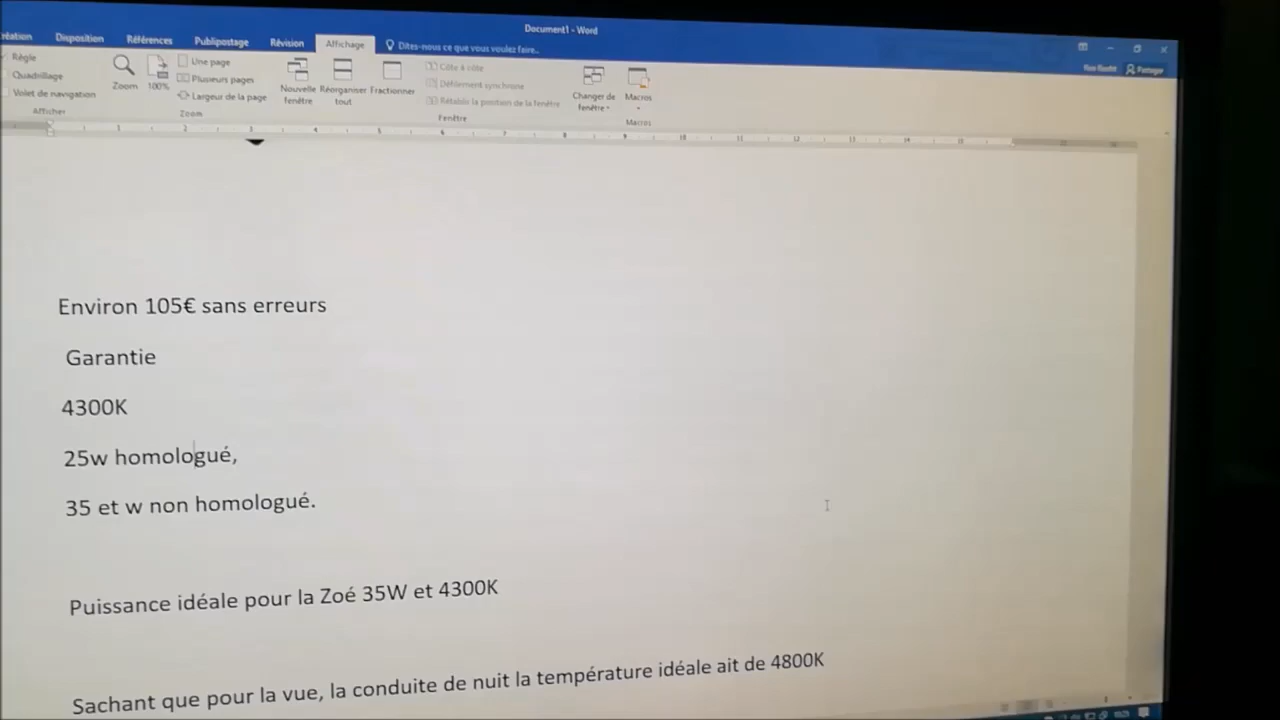 Document1 - Word
Disposition Références Publipostage Révision Affichage Dites-nous ce que vous voulez faire...
Partager
Règle
Quadrillage
Volet de navigation
Afficher
Zoom
100%
Une page
Plusieurs pages
Largeur de la page
Zoom
Nouvelle fenêtre
Réorganiser tout
Fractionner
Côte à côte
Défilement synchrone
Rétablir la position de la fenêtre
Fenêtre
Changer de fenêtre
Macros
Macros
Environ 105€ sans erreurs
Garantie
4300K
25w homologué,
35 et w non homologué.
Puissance idéale pour la Zoé 35W et 4300K
Sachant que pour la vue, la conduite de nuit la température idéale ait de 4800K